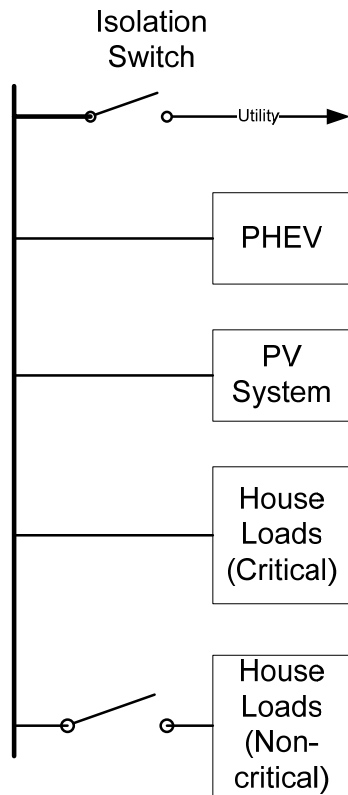 Isolation
Switch
Utility
PHEV
PV
System
House
Loads
(Critical)
House
Loads
(Non-
critical)